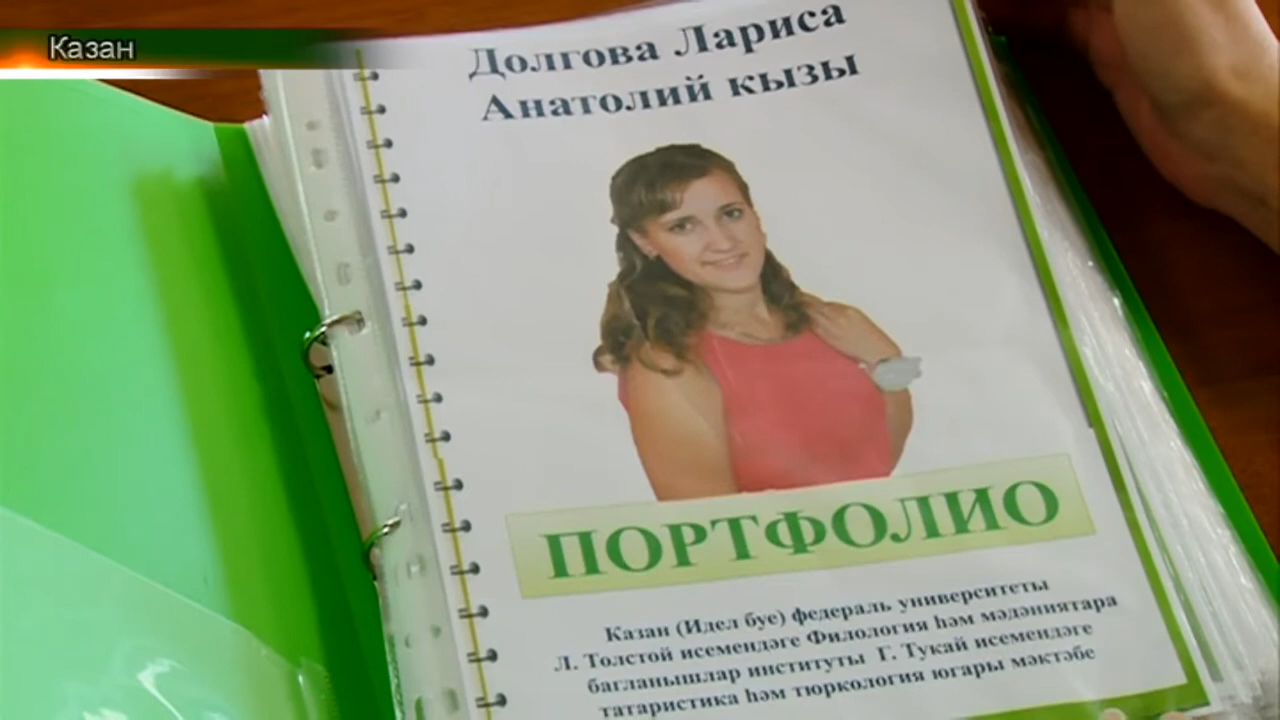 Казан
Долгова Лариса
Анатолий кызы
ПОРТФОЛИО
Казан (Идел буе) федераль университеты
Л. Толстой исемендәге Филология һәм мәдәниятара
багланышлар институты Г. Тукай исемендәге
татаристика һәм тюркология югары мәктәбе